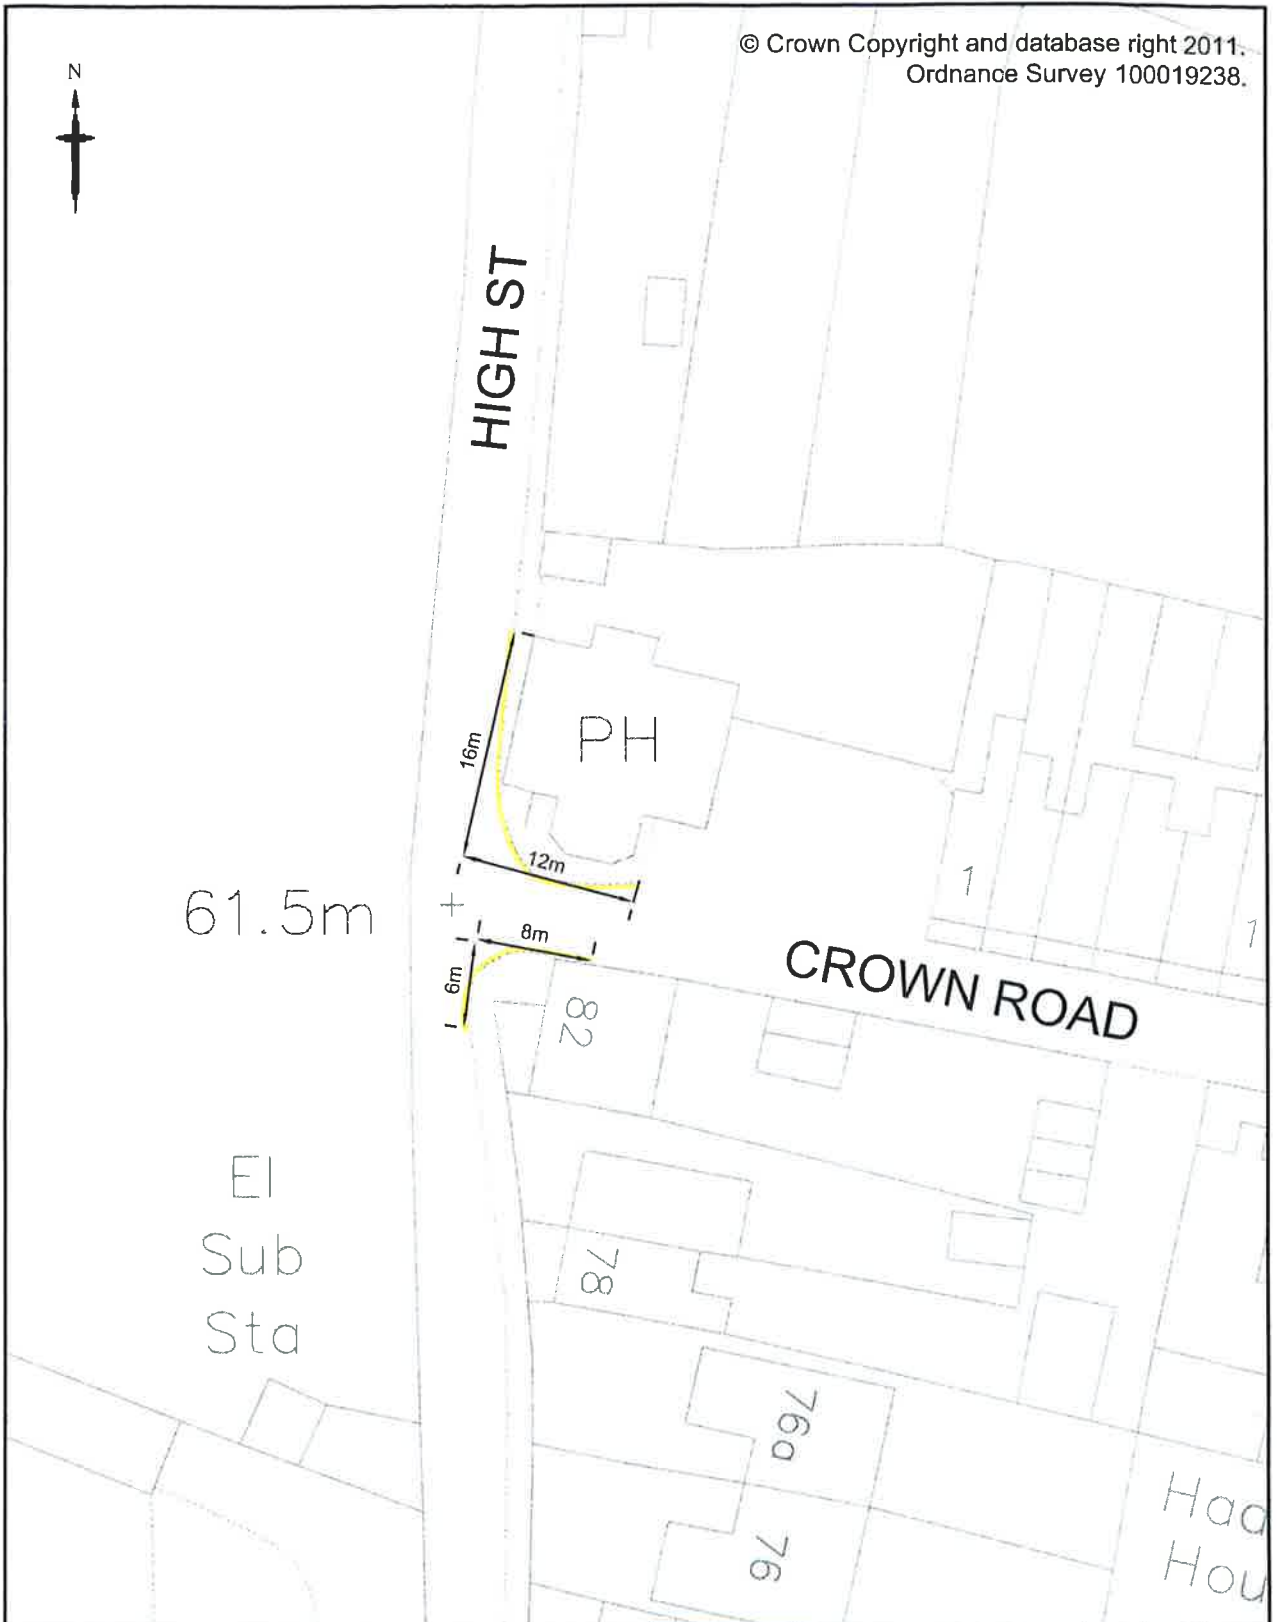 © Crown Copyright and database right 2011.
Ordnance Survey 100019238.
N
HIGH ST
PH
16m
12m
61.5m
8m
6m
1
1
CROWN ROAD
82
El
Sub
Sta
78
76a
76
Haa
Hou